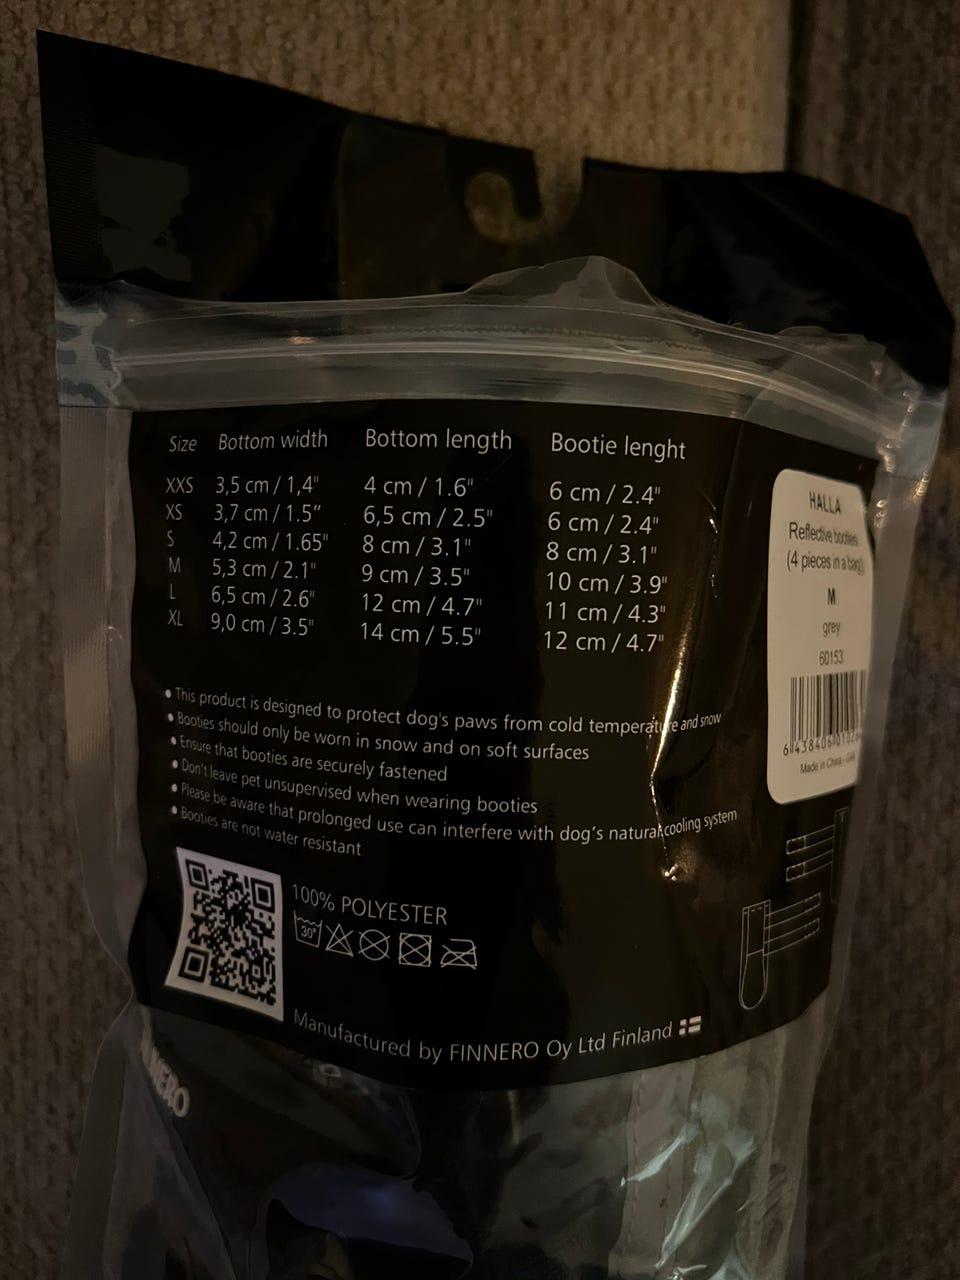 Size Bottom width Bottom length Bootie lenght
XXS 3,5 cm / 1,4" 4 cm / 1.6" 6 cm / 2.4"
XS 3,7 cm / 1.5" 6,5 cm / 2.5" 6 cm / 2.4"
S 4,2 cm / 1.65" 8 cm / 3.1" 8 cm / 3.1"
M 5,3 cm / 2.1" 9 cm / 3.5" 10 cm / 3.9"
L 6,5 cm / 2.6" 12 cm / 4.7" 11 cm / 4.3"
XL 9,0 cm / 3.5" 14 cm / 5.5" 12 cm / 4.7"
• This product is designed to protect dog's paws from cold temperature and snow
• Booties should only be worn in snow and on soft surfaces
• Ensure that booties are securely fastened
• Don't leave pet unsupervised when wearing booties
• Please be aware that prolonged use can interfere with dog's natural cooling system
• Booties are not water resistant
100% POLYESTER
30°
Manufactured by FINNERO Oy Ltd Finland
HALLA
Reflective booties
(4 pieces in a bag)
M
grey
60153
Made in China